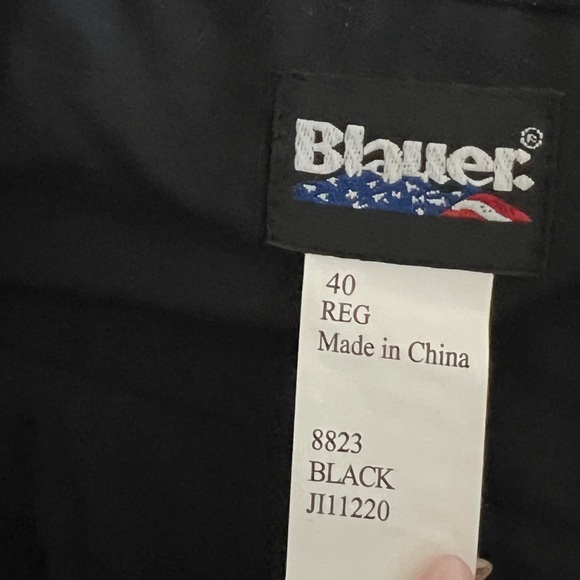 Blauer.®
40
REG
Made in China
8823
BLACK
JI11220